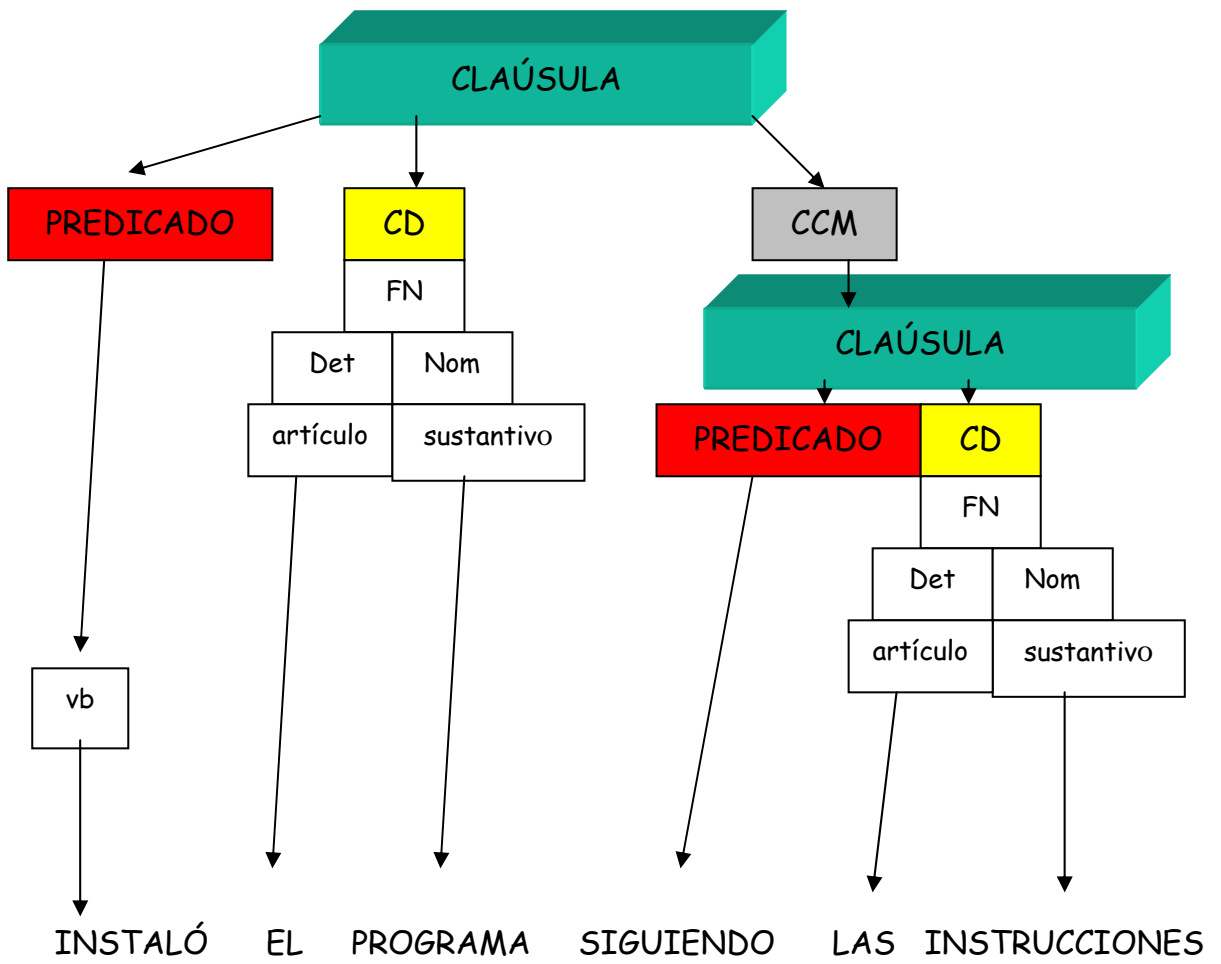 CLAÚSULA
PREDICADO CD CCM
FN
CLAÚSULA
Det Nom
artículo sustantivo PREDICADO CD
FN
Det Nom
artículo sustantivo
vb
INSTALÓ EL PROGRAMA SIGUIENDO LAS INSTRUCCIONES